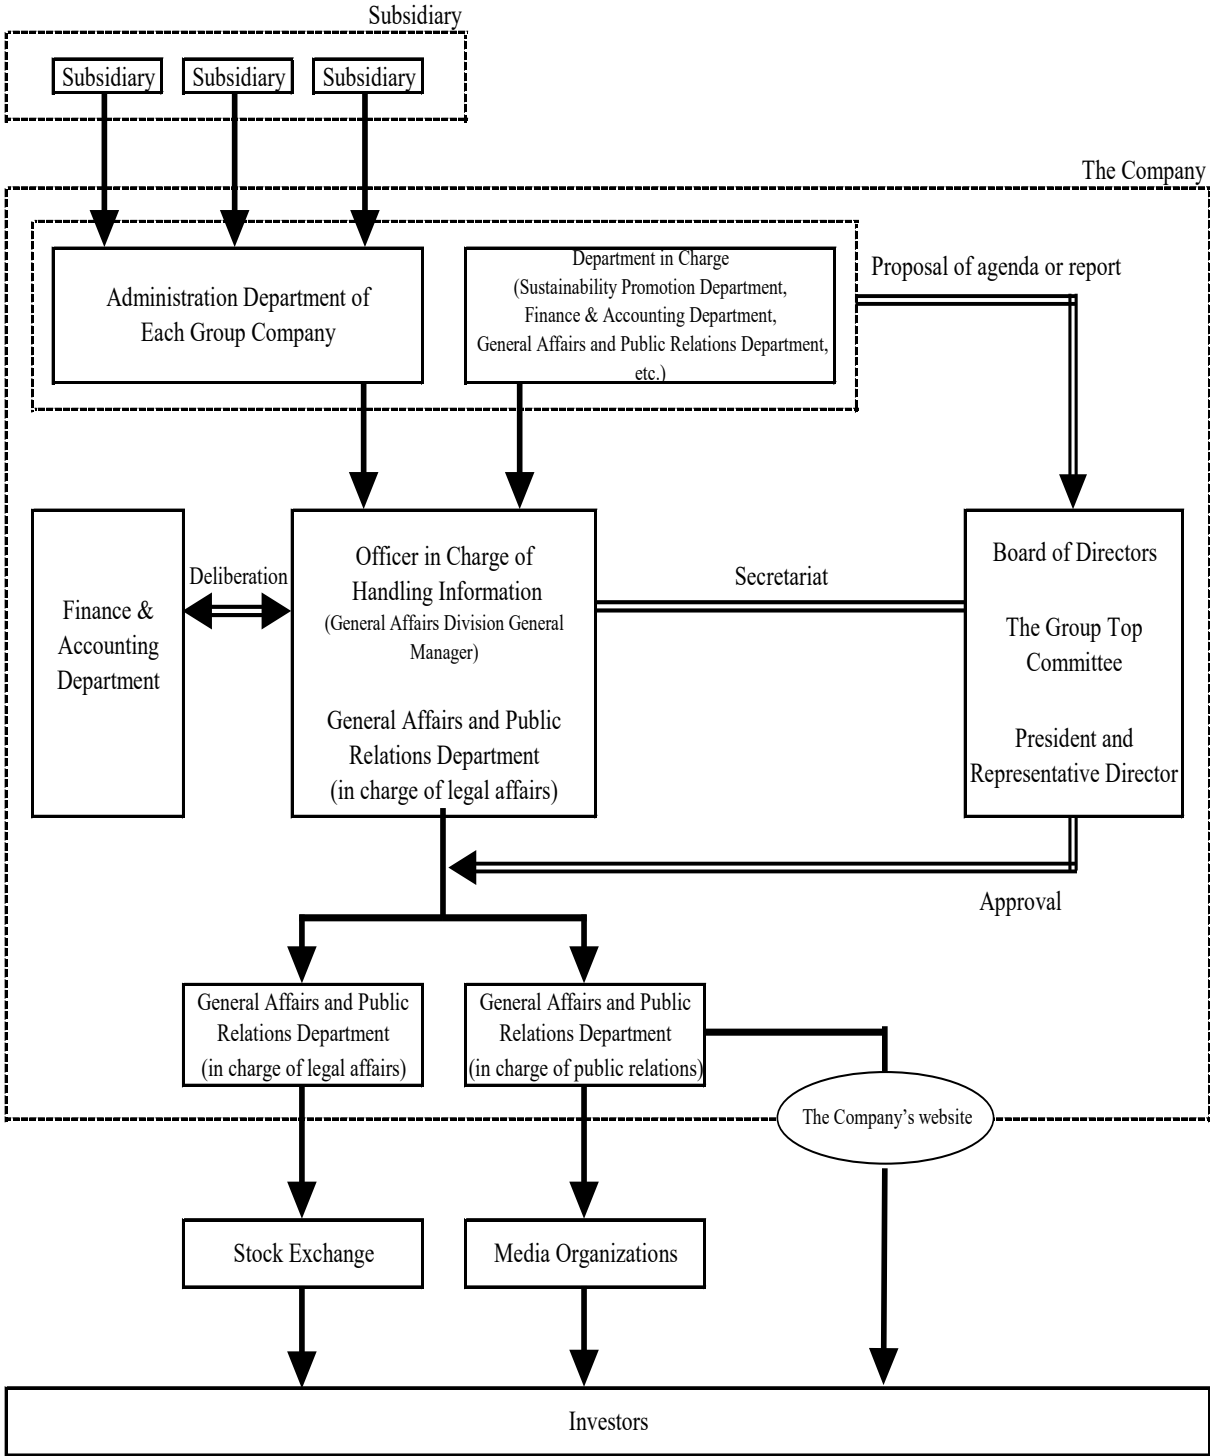 Subsidiary
Subsidiary
Subsidiary
Subsidiary
The Company
Administration Department of
Each Group Company
Department in Charge
(Sustainability Promotion Department,
Finance & Accounting Department,
General Affairs and Public Relations Department,
etc.)
Proposal of agenda or report
Finance &
Accounting
Department
Deliberation
Officer in Charge of
Handling Information
(General Affairs Division General
Manager)
General Affairs and Public
Relations Department
(in charge of legal affairs)
Secretariat
Board of Directors
The Group Top
Committee
President and
Representative Director
Approval
General Affairs and Public
Relations Department
(in charge of legal affairs)
General Affairs and Public
Relations Department
(in charge of public relations)
The Company’s website
Stock Exchange
Media Organizations
Investors